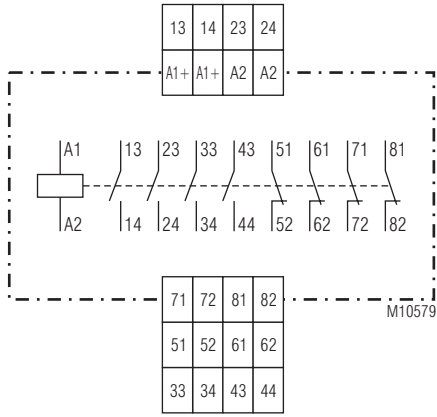 13 14 23 24
A1+ A1+ A2 A2
A1 13 23 33 43 51 61 71 81
A2 14 24 34 44 52 62 72 82
71 72 81 82
M10579
51 52 61 62
33 34 43 44